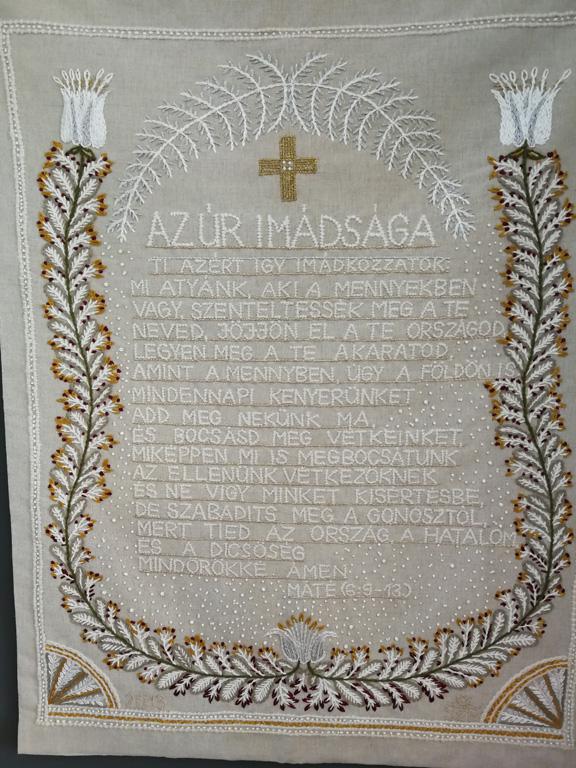 AZ ÚR IMÁDSÁGA
TI AZÉRT ÍGY IMÁDKOZZATOK:
MI ATYÁNK, AKI A MENNYEKBEN
VAGY, SZENTELTESSÉK MEG A TE
NEVED, JÖJJÖN EL A TE ORSZÁGOD,
LEGYEN MEG A TE AKARATOD,
AMINT A MENNYBEN, ÚGY A FÖLDÖN IS
MINDENNAPI KENYERÜNKET
ADD MEG NEKÜNK MA,
ÉS BOCSÁSD MEG VÉTKEINKET,
MIKÉPPEN MI IS MEGBOCSÁTUNK
AZ ELLENÜNK VÉTKEZŐKNEK
ÉS NE VIGY MINKET KISÉRTÉSBE,
DE SZABADÍTS MEG A GONOSZTÓL,
MERT TIÉD AZ ORSZÁG, A HATALOM
ÉS A DICSŐSÉG
MINDÖRÖKKÉ ÁMEN.
MÁTÉ (6:9-13.)